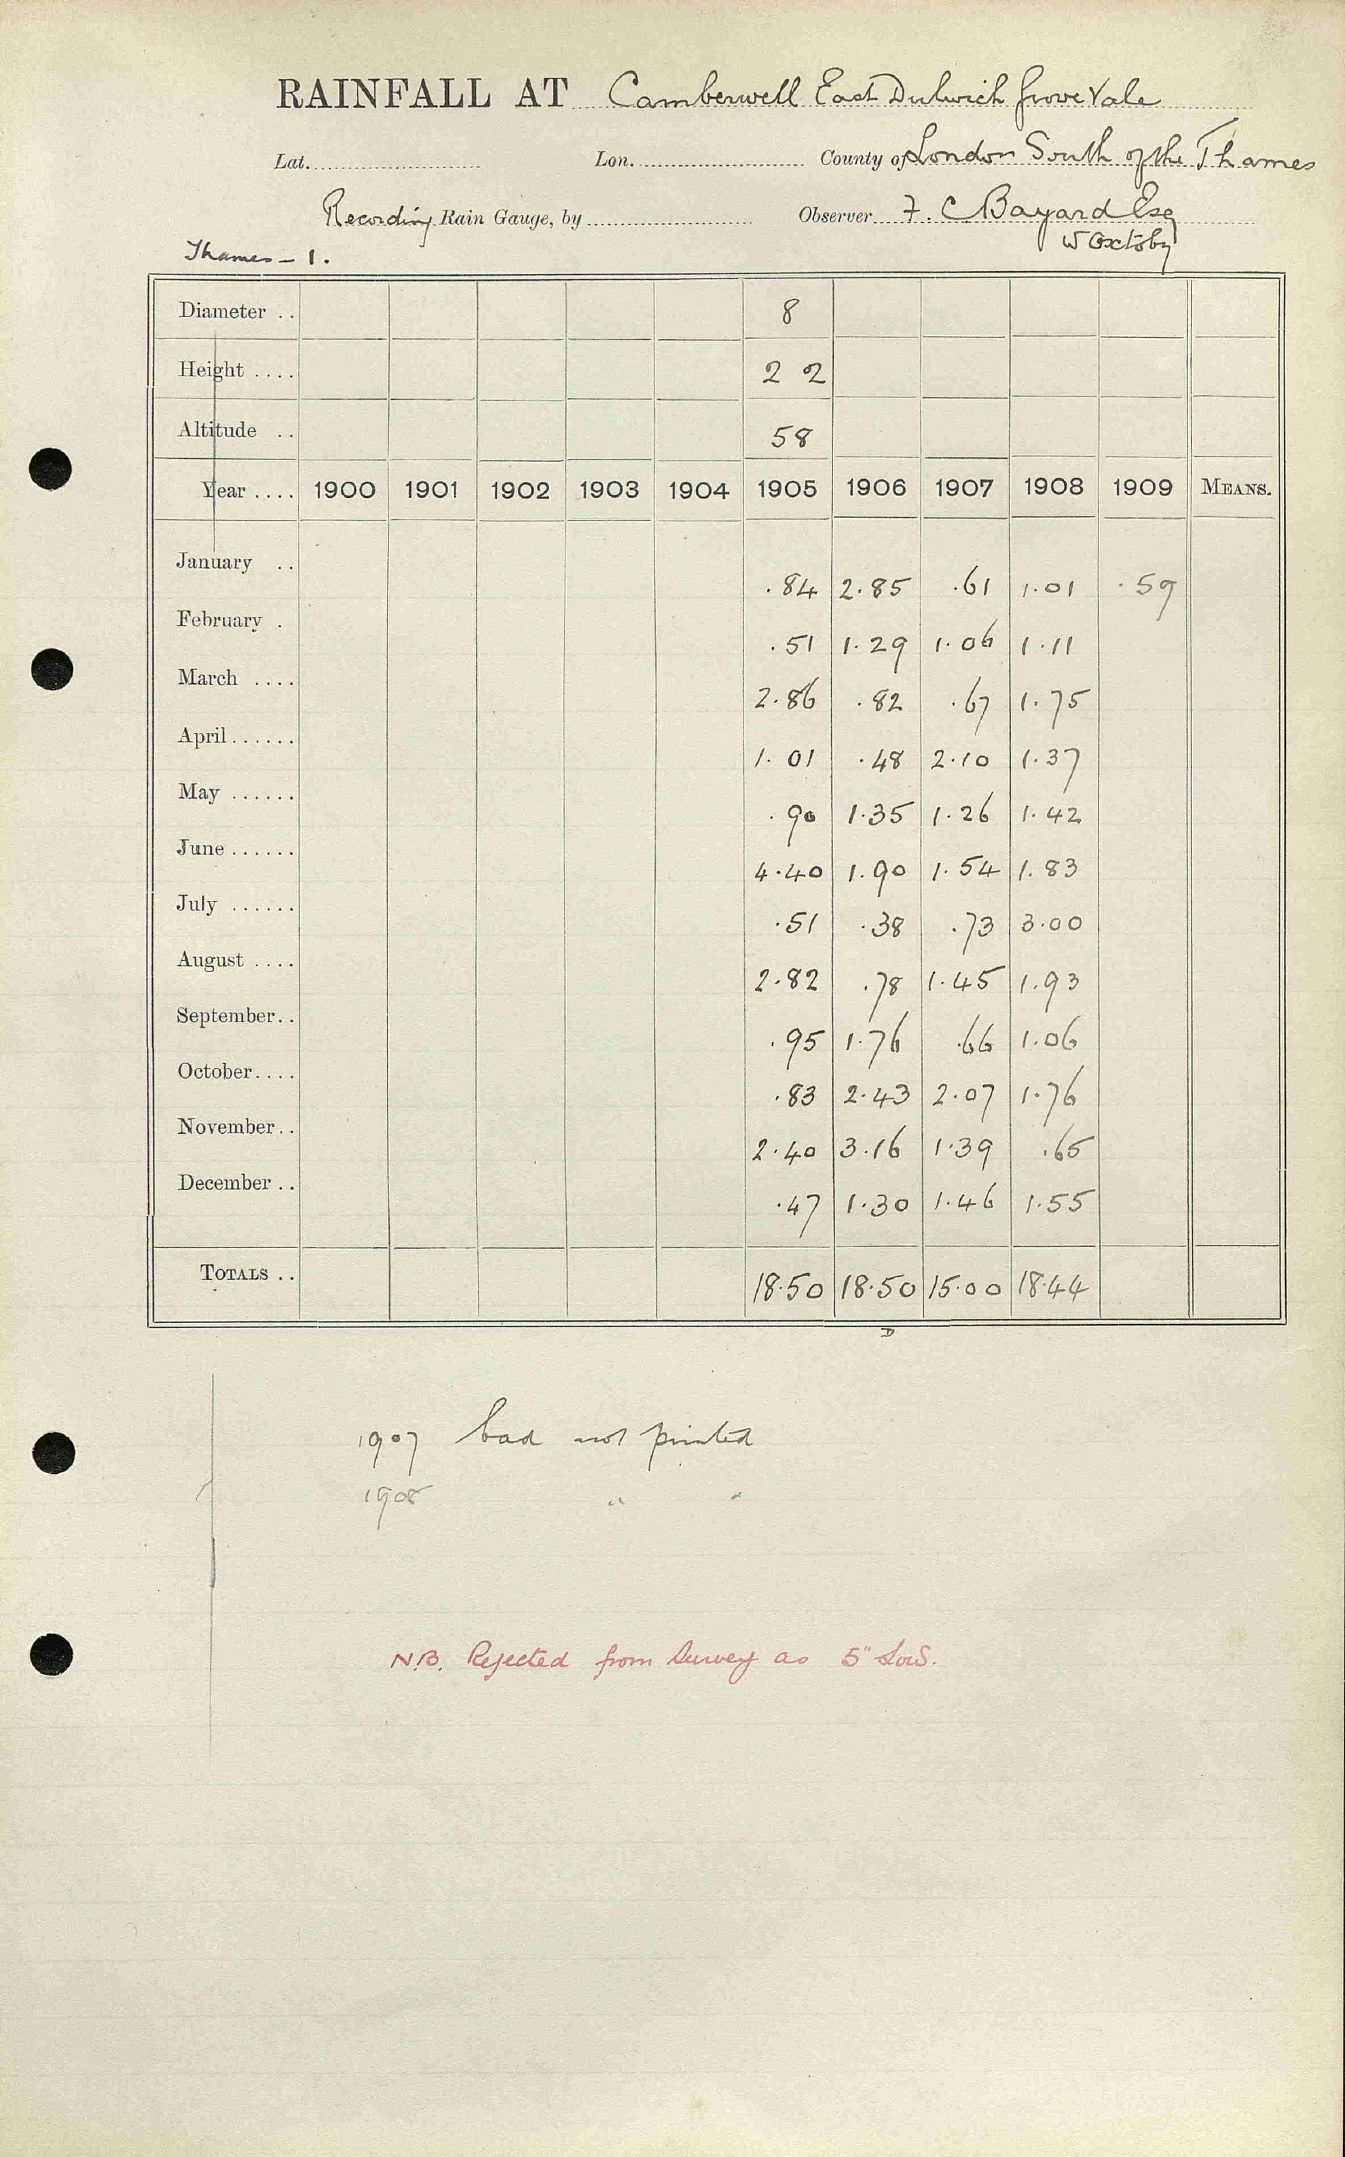 RAINFALL AT Camberwell East Dulwich Grove Vale
Lat. Lon. County of London South of the Thames
Recording Rain Gauge, by Observer F. C Bayard Esq
W Oxtoby
Thames - 1.
Diameter .. 8
Height .... 2 2
Altitude .. 58
Year .... 1900 1901 1902 1903 1904 1905 1906 1907 1908 1909 MEANS.
January .. .84 2.85 .61 1.01 .59
February . .51 1.29 1.06 1.11
March .... 2.86 .82 .67 1.75
April ...... 1.01 .48 2.10 1.37
May ...... .90 1.35 1.26 1.42
June ...... 4.40 1.90 1.54 1.83
July ...... .51 .38 .73 3.00
August .... 2.82 .78 1.45 1.93
September.. .95 1.76 .66 1.06
October.... .83 2.43 2.07 1.76
November.. 2.40 3.16 1.39 .65
December .. .47 1.30 1.46 1.55
TOTALS .. 18.50 18.50 15.00 18.44
D
1907 bad not printed
1908 " "
N.B. Rejected from Survey as 5" low.